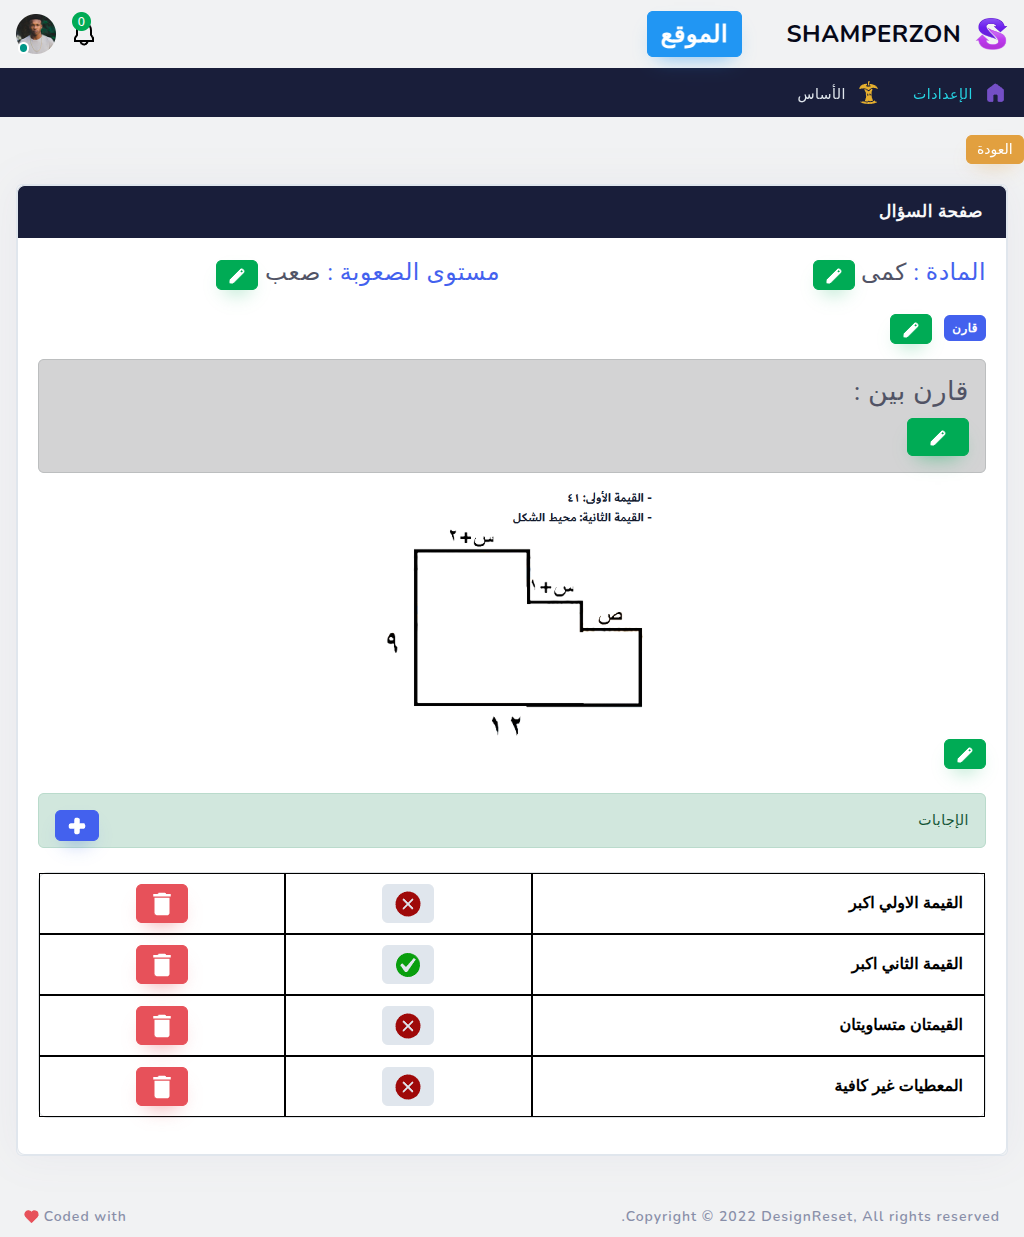 SHAMPERZON
الموقع
0
الإعدادات
الأساس
العودة
صفحة السؤال
المادة : كمى
مستوى الصعوبة : صعب
قارن
قارن بين :
- القيمة الأولى: ٤١
- القيمة الثانية: محيط الشكل
س+٢
س+١
ص
٩
١٢
الإجابات
القيمة الاولي اكبر
القيمة الثاني اكبر
القيمتان متساويتان
المعطيات غير كافية
.Copyright © 2022 DesignReset, All rights reserved
Coded with